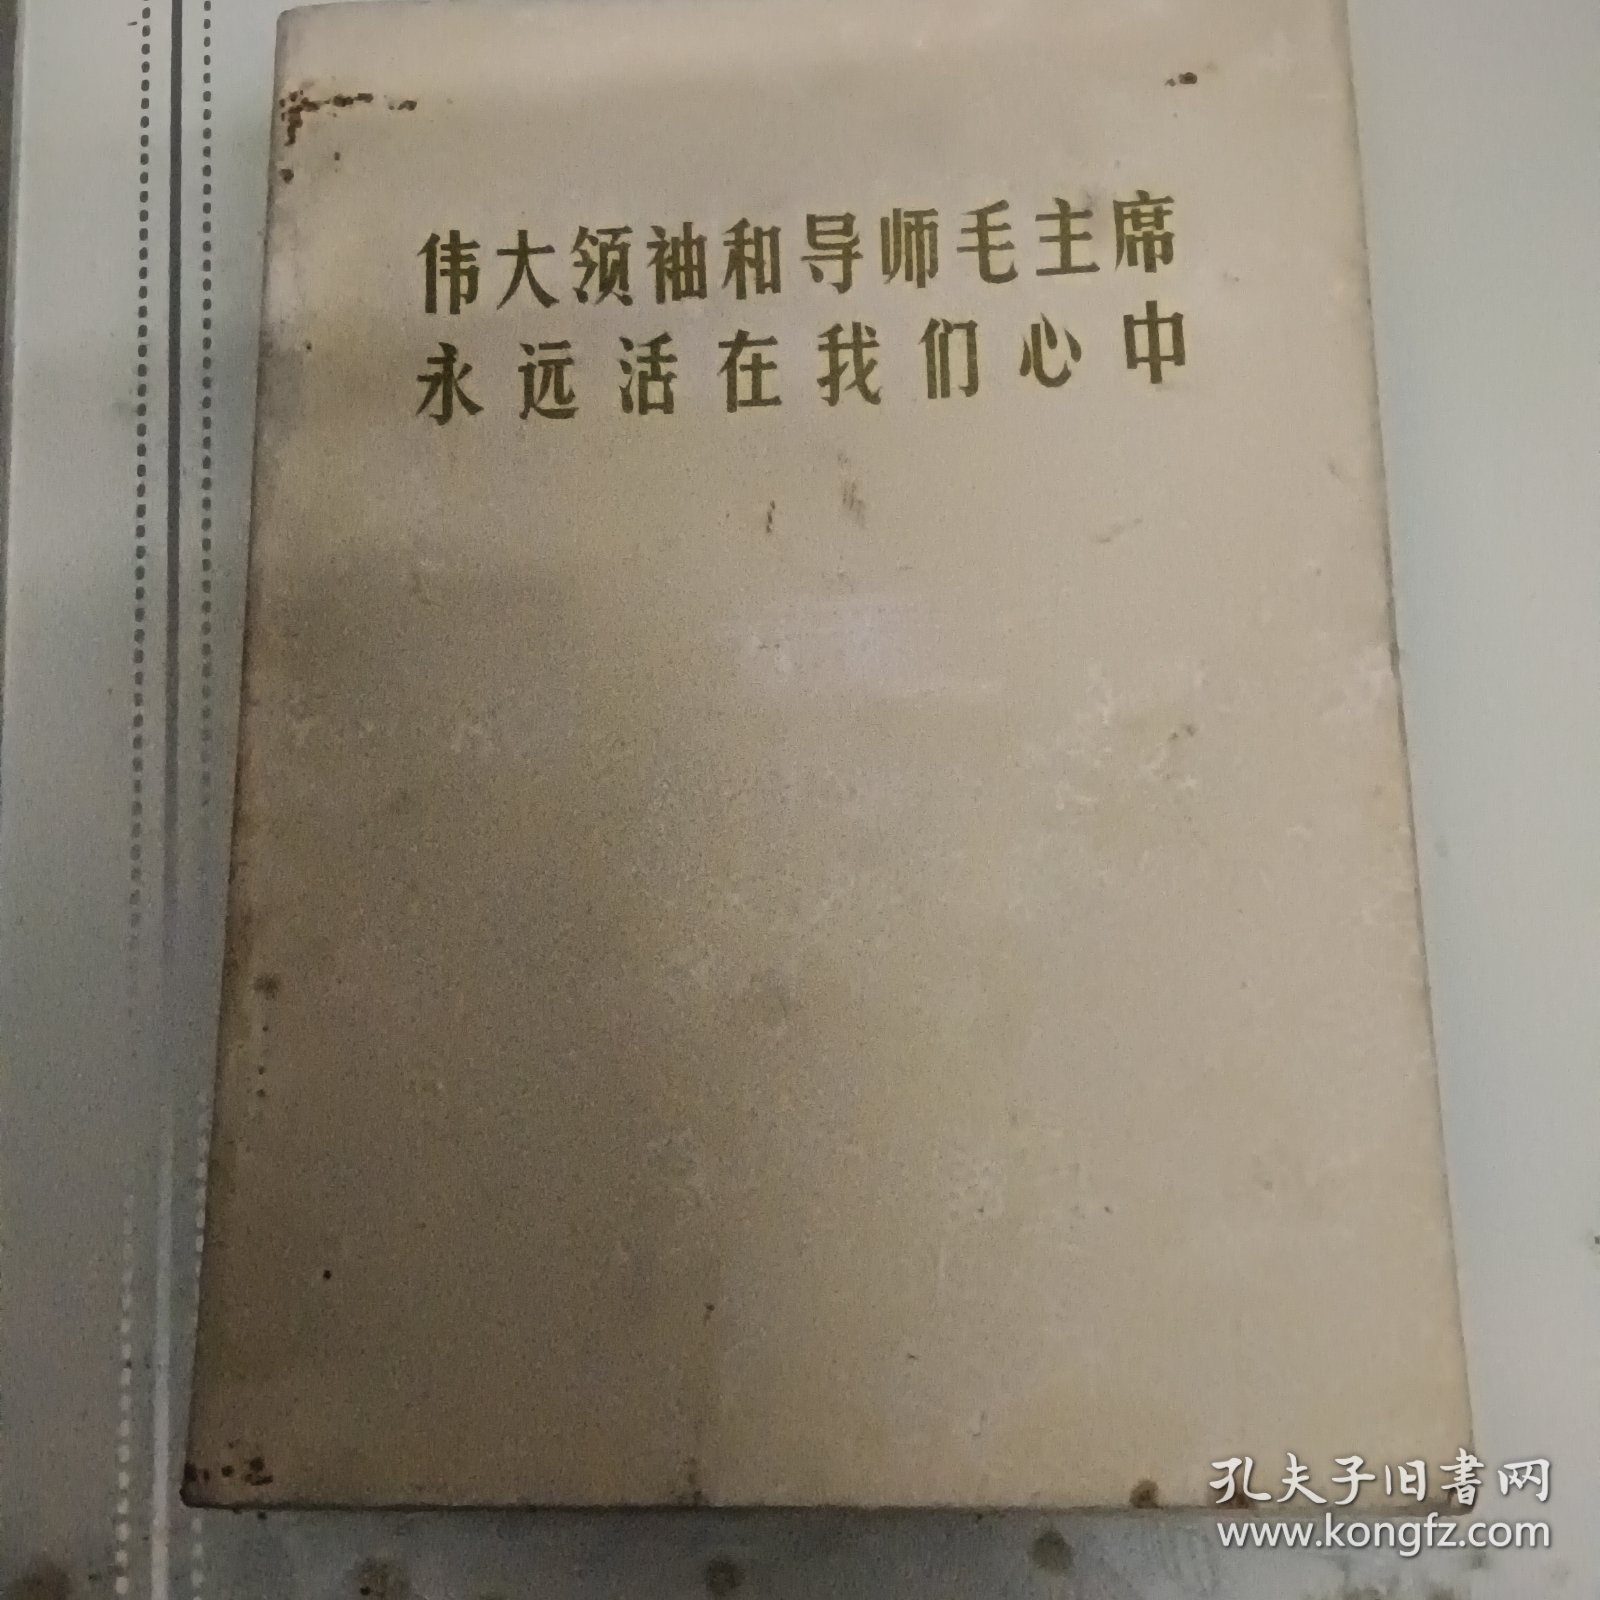 伟大领袖和导师毛主席
永远活在我们心中
孔夫子旧書网
www.kongfz.com